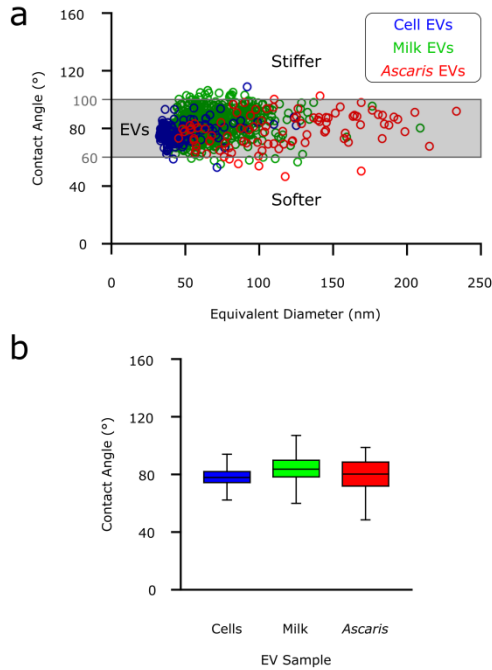 a
160
120
100
80
60
40
0
Contact Angle (°)
Stiffer
EVs
Softer
Cell EVs
Milk EVs
Ascaris EVs
0 50 100 150 200 250
Equivalent Diameter (nm)
b
160
120
80
40
0
Contact Angle (°)
Cells Milk Ascaris
EV Sample